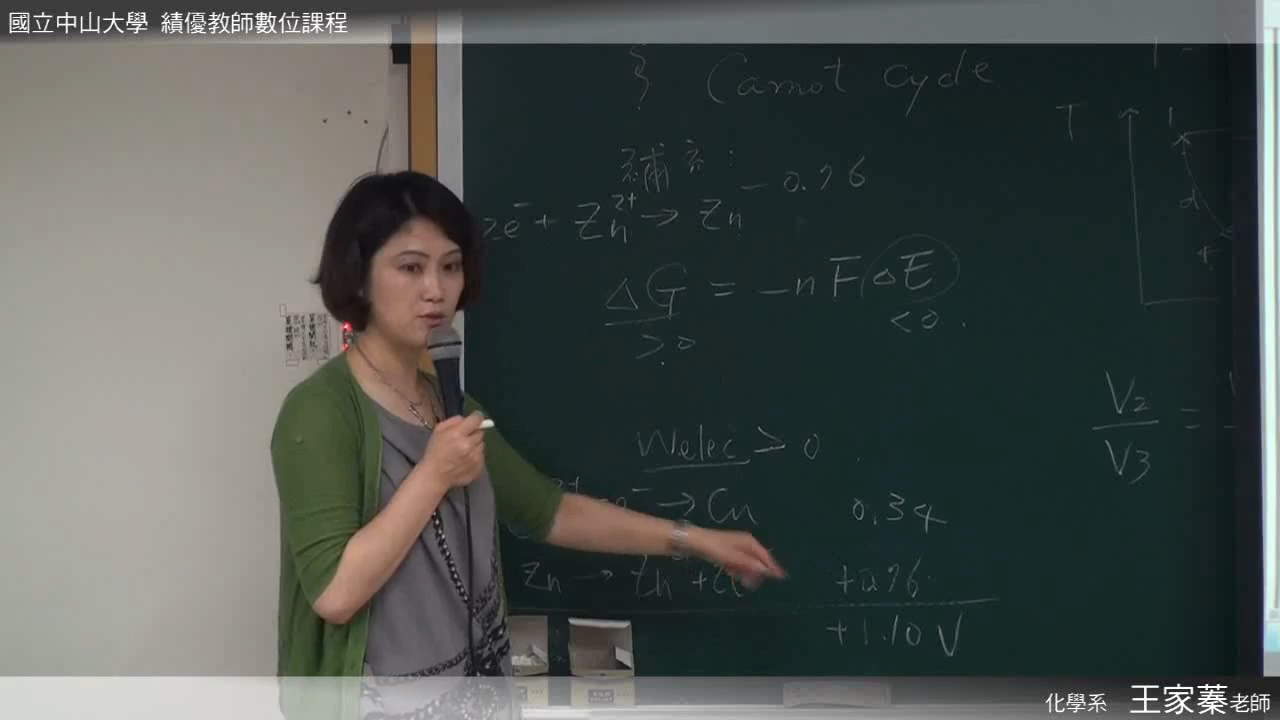 國立中山大學 績優教師數位課程
} Carnot cycle
補充:
2e⁻ + Zn²⁺ → Zn -0.76
ΔG = -nFΔE
>0 <0.
Welec > 0.
e⁻ → Cu 0.34
Zn → Zn²⁺ + 2e +0.76
+1.10 V
T
V2
V3
=
化學系 王家蓁老師